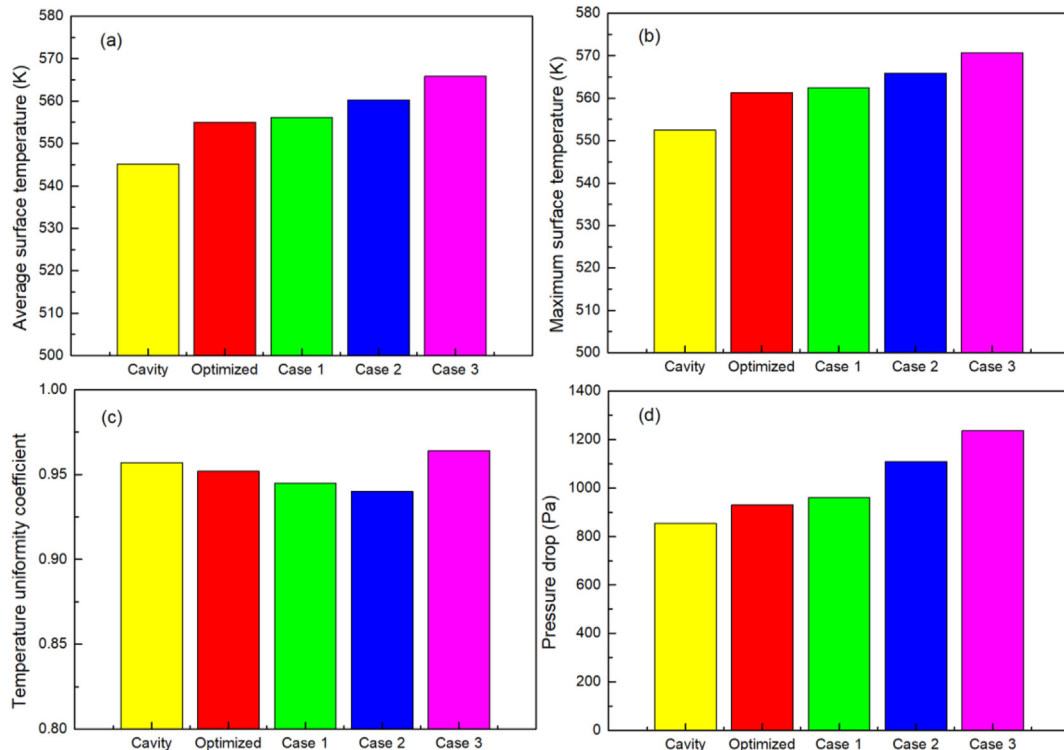 (a)
Average surface temperature (K)
580
570
560
550
540
530
520
510
500
Cavity Optimized Case 1 Case 2 Case 3
(b)
Maximum surface temperature (K)
580
570
560
550
540
530
520
510
500
Cavity Optimized Case 1 Case 2 Case 3
(c)
Temperature uniformity coefficient
1.00
0.95
0.90
0.85
0.80
Cavity Optimized Case 1 Case 2 Case 3
(d)
Pressure drop (Pa)
1400
1200
1000
800
600
400
200
0
Cavity Optimized Case 1 Case 2 Case 3